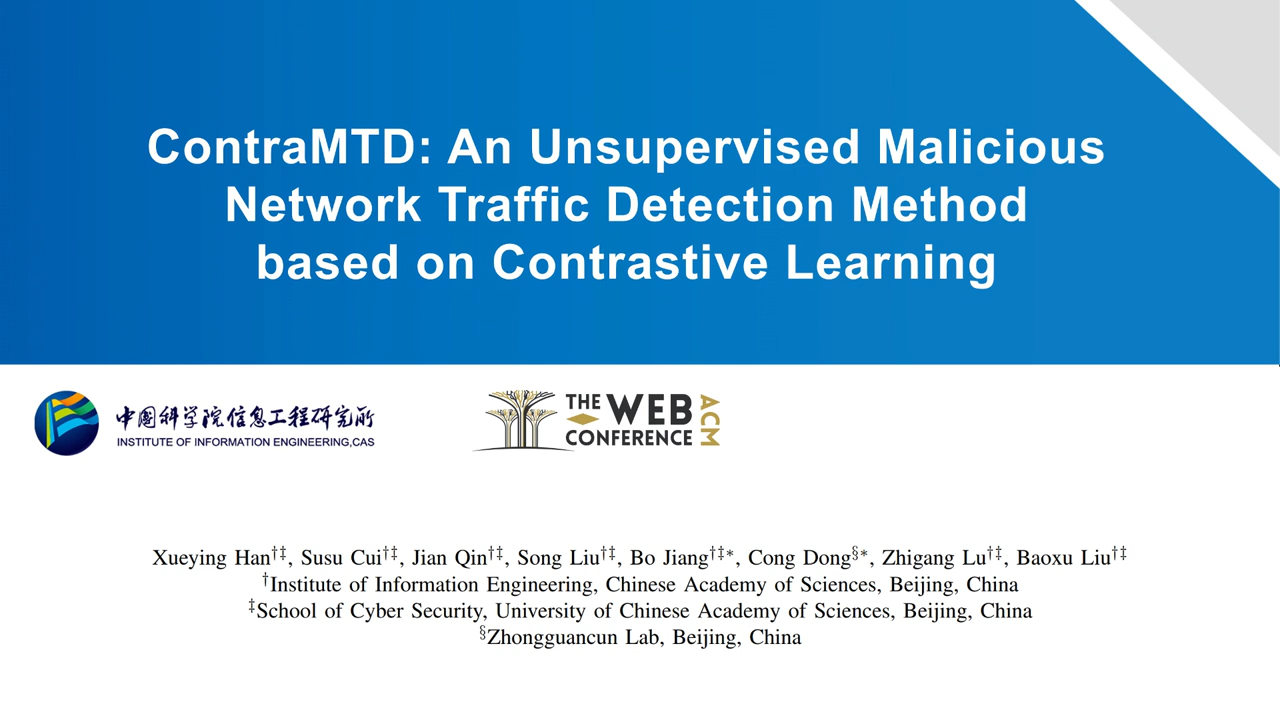 ContraMTD: An Unsupervised Malicious
Network Traffic Detection Method
based on Contrastive Learning
中国科学院信息工程研究所
INSTITUTE OF INFORMATION ENGINEERING,CAS
THE WEB CONFERENCE
ACM
Xueying Han†‡, Susu Cui†‡, Jian Qin†‡, Song Liu†‡, Bo Jiang†‡*, Cong Dong§*, Zhigang Lu†‡, Baoxu Liu†‡
†Institute of Information Engineering, Chinese Academy of Sciences, Beijing, China
‡School of Cyber Security, University of Chinese Academy of Sciences, Beijing, China
§Zhongguancun Lab, Beijing, China